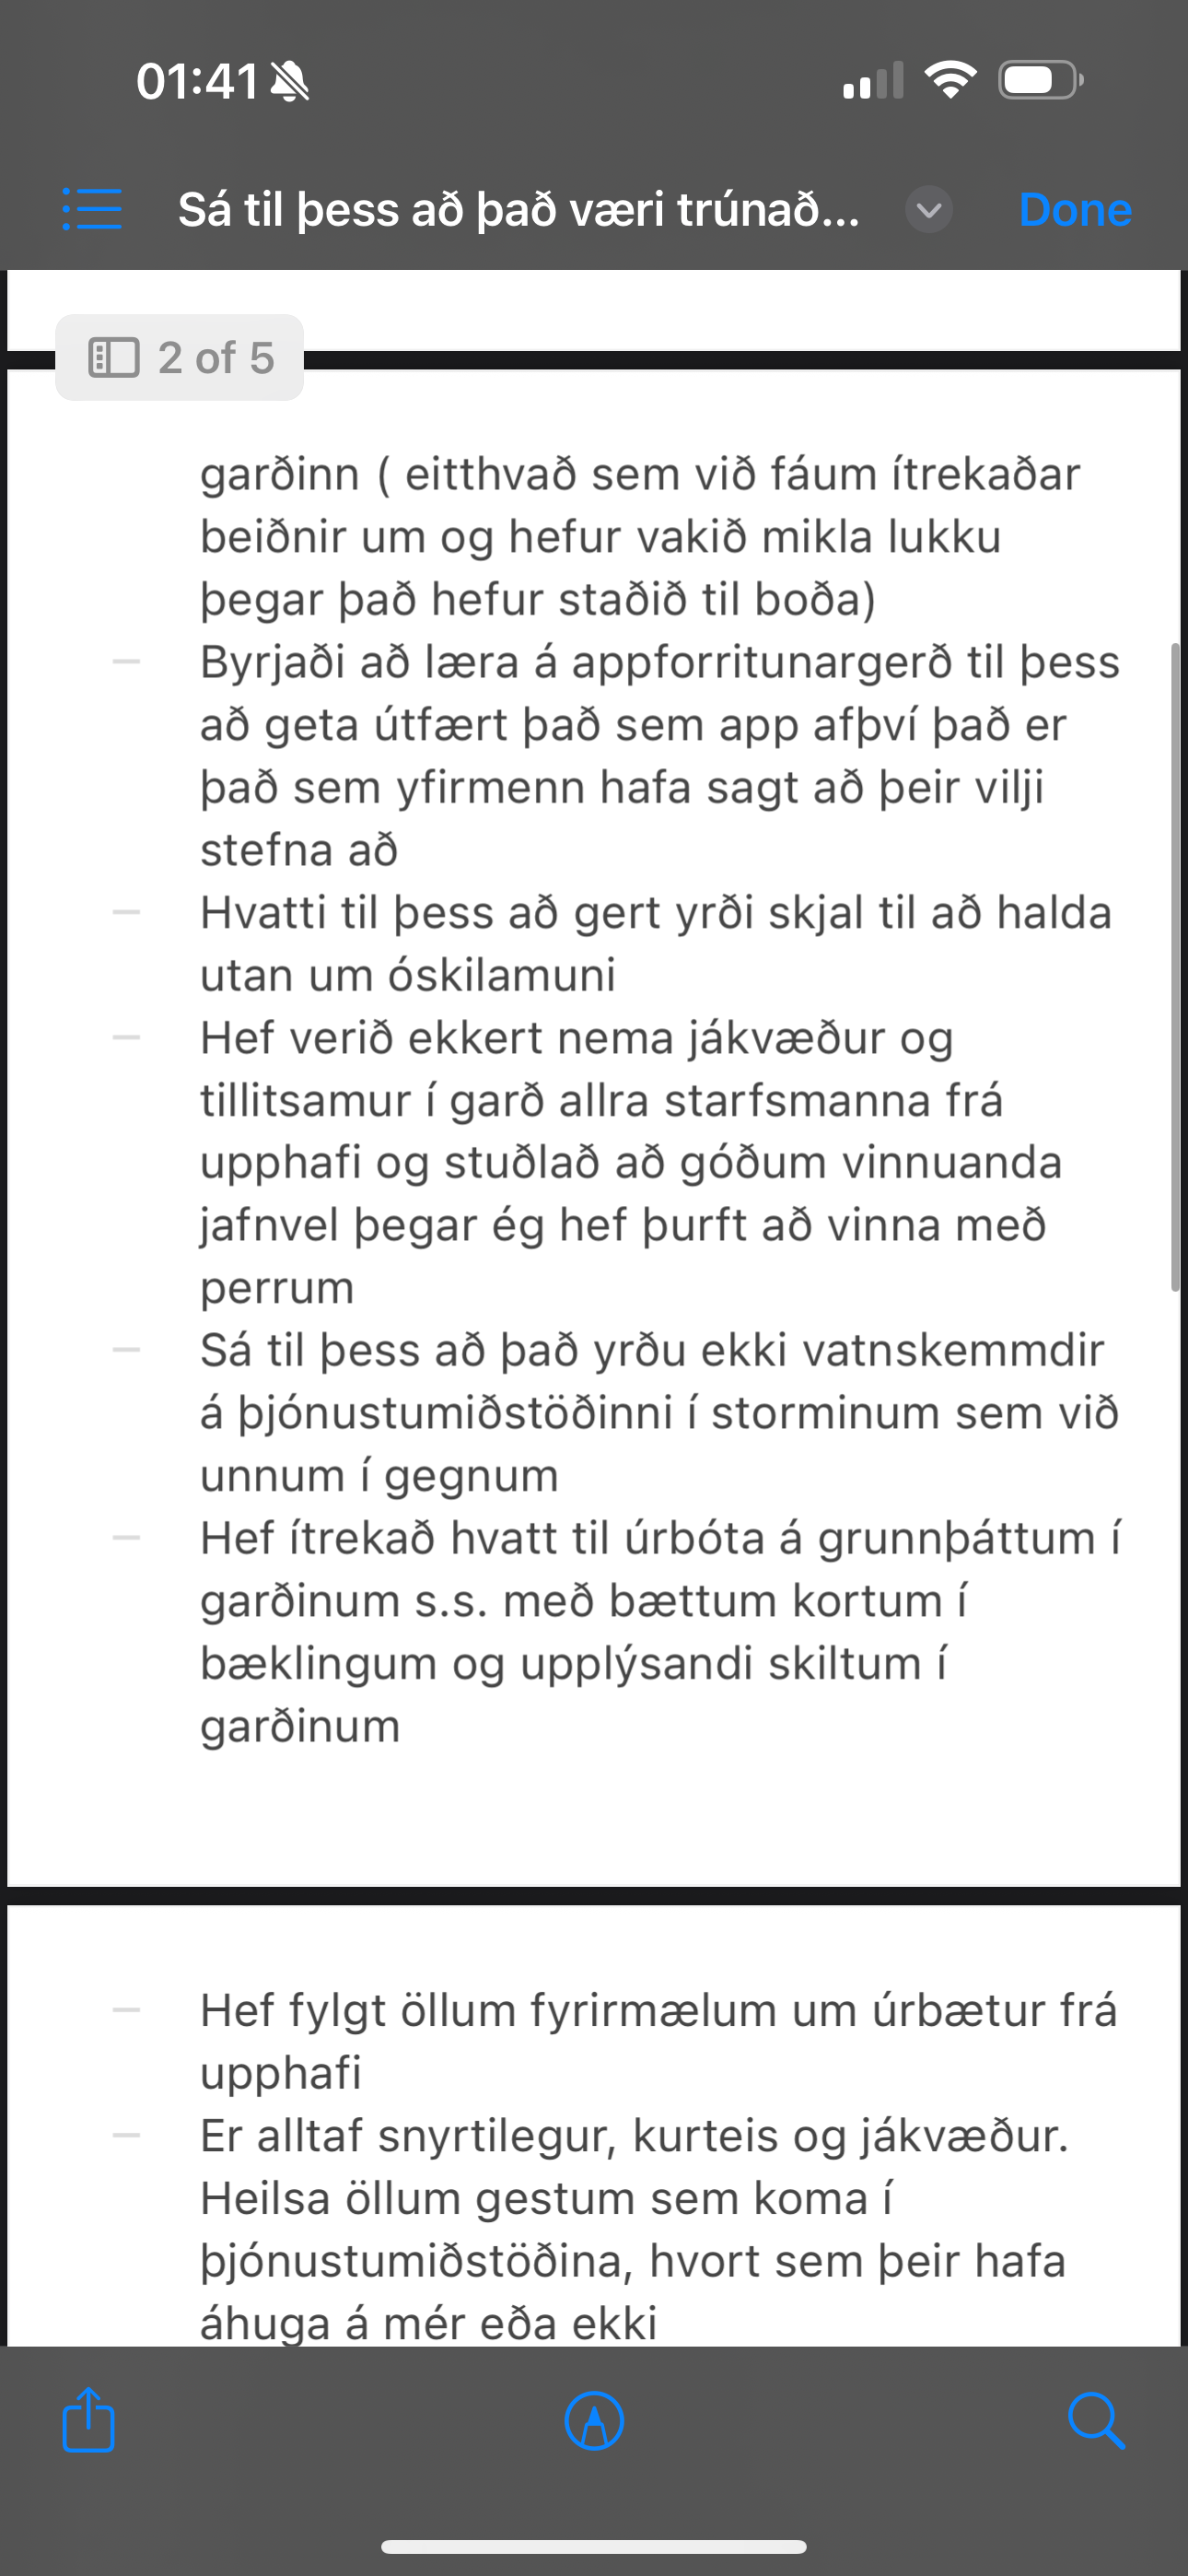 01:41
Sá til þess að það væri trúnað...
Done
2 of 5
garðinn ( eitthvað sem við fáum ítrekaðar
beiðnir um og hefur vakið mikla lukku
þegar það hefur staðið til boða)
– Byrjaði að læra á appforritunargerð til þess
að geta útfært það sem app afþví það er
það sem yfirmenn hafa sagt að þeir vilji
stefna að
– Hvatti til þess að gert yrði skjal til að halda
utan um óskilamuni
– Hef verið ekkert nema jákvæður og
tillitsamur í garð allra starfsmanna frá
upphafi og stuðlað að góðum vinnuanda
jafnvel þegar ég hef þurft að vinna með
perrum
– Sá til þess að það yrðu ekki vatnskemmdir
á þjónustumiðstöðinni í storminum sem við
unnum í gegnum
– Hef ítrekað hvatt til úrbóta á grunnþáttum í
garðinum s.s. með bættum kortum í
bæklingum og upplýsandi skiltum í
garðinum
– Hef fylgt öllum fyrirmælum um úrbætur frá
upphafi
– Er alltaf snyrtilegur, kurteis og jákvæður.
Heilsa öllum gestum sem koma í
þjónustumiðstöðina, hvort sem þeir hafa
áhuga á mér eða ekki